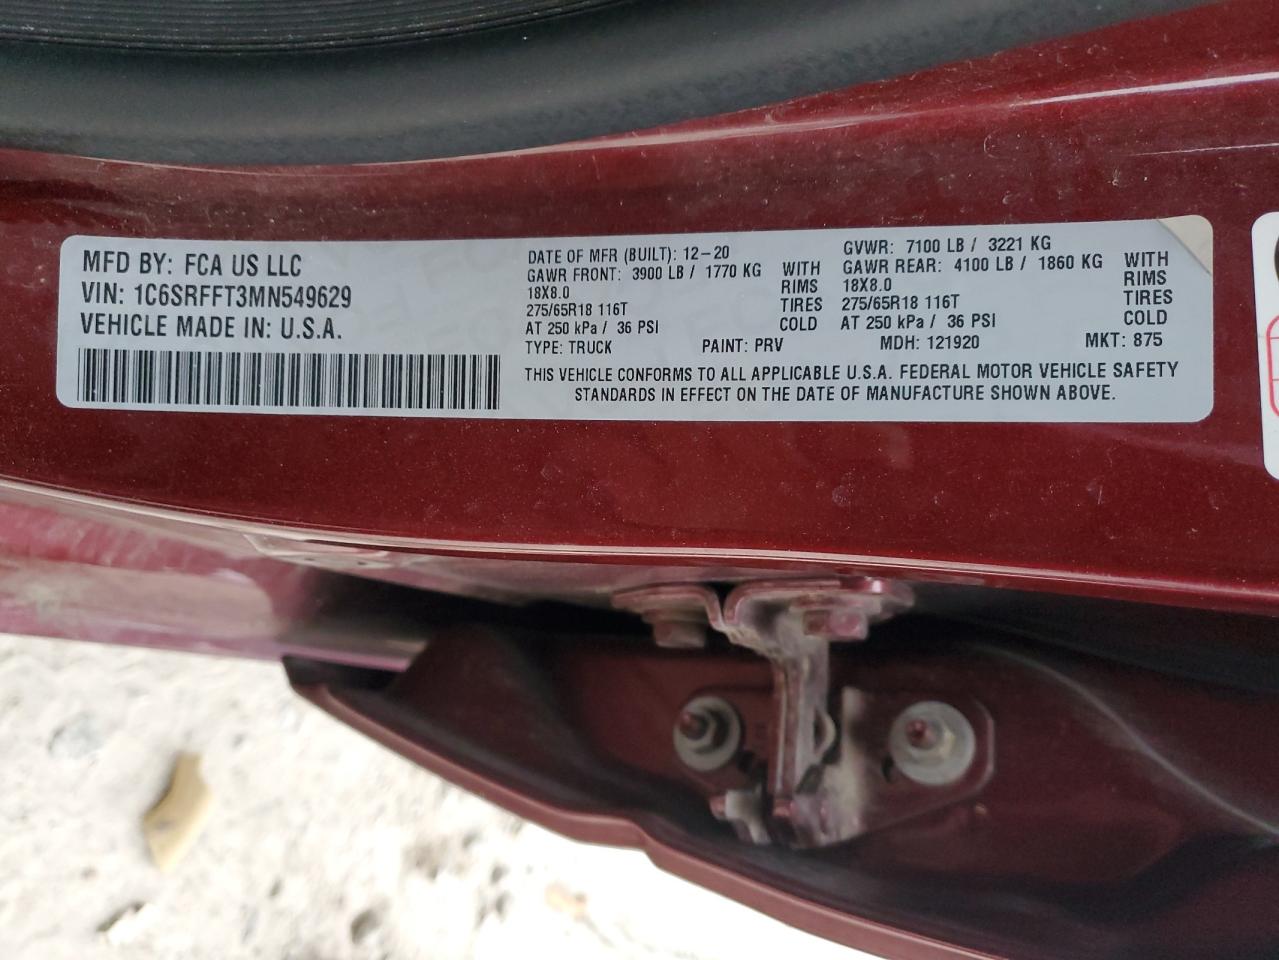 MFD BY: FCA US LLC
VIN: 1C6SRFFT3MN549629
VEHICLE MADE IN: U.S.A.
DATE OF MFR (BUILT): 12-20
GAWR FRONT: 3900 LB / 1770 KG WITH
18X8.0 RIMS
275/65R18 116T TIRES
AT 250 kPa / 36 PSI COLD
GVWR: 7100 LB / 3221 KG
GAWR REAR: 4100 LB / 1860 KG WITH
18X8.0 RIMS
275/65R18 116T TIRES
AT 250 kPa / 36 PSI COLD
TYPE: TRUCK PAINT: PRV MDH: 121920 MKT: 875
THIS VEHICLE CONFORMS TO ALL APPLICABLE U.S.A. FEDERAL MOTOR VEHICLE SAFETY
STANDARDS IN EFFECT ON THE DATE OF MANUFACTURE SHOWN ABOVE.